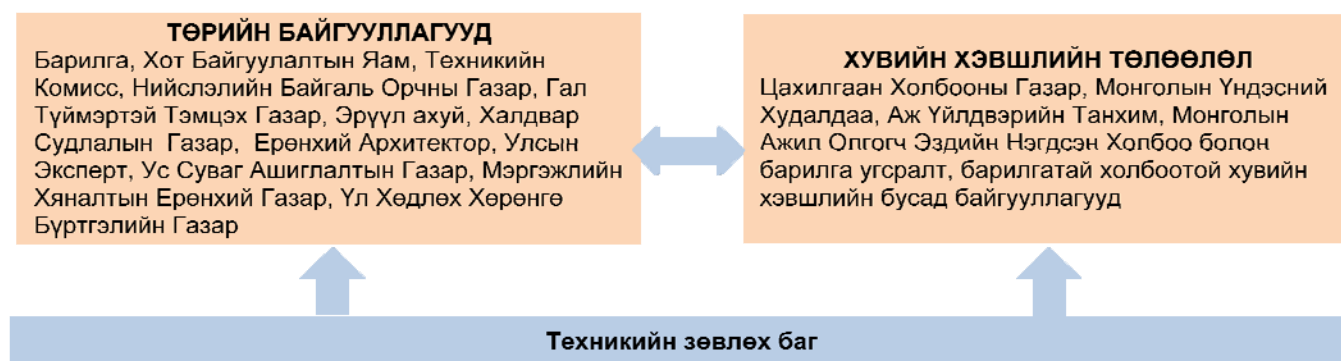 ТӨРИЙН БАЙГУУЛЛАГУУД
Барилга, Хот Байгуулалтын Яам, Техникийн
Комисс, Нийслэлийн Байгаль Орчны Газар, Гал
Түймэртэй Тэмцэх Газар, Эрүүл ахуй, Халдвар
Судлалын Газар, Ерөнхий Архитектор, Улсын
Эксперт, Ус Суваг Ашиглалтын Газар, Мэргэжлийн
Хяналтын Ерөнхий Газар, Үл Хөдлөх Хөрөнгө
Бүртгэлийн Газар
ХУВИЙН ХЭВШЛИЙН ТӨЛӨӨЛӨЛ
Цахилгаан Холбооны Газар, Монголын Үндэсний
Худалдаа, Аж Үйлдвэрийн Танхим, Монголын
Ажил Олгогч Эздийн Нэгдсэн Холбоо болон
барилга угсралт, барилгатай холбоотой хувийн
хэвшлийн бусад байгууллагууд
Техникийн зөвлөх баг